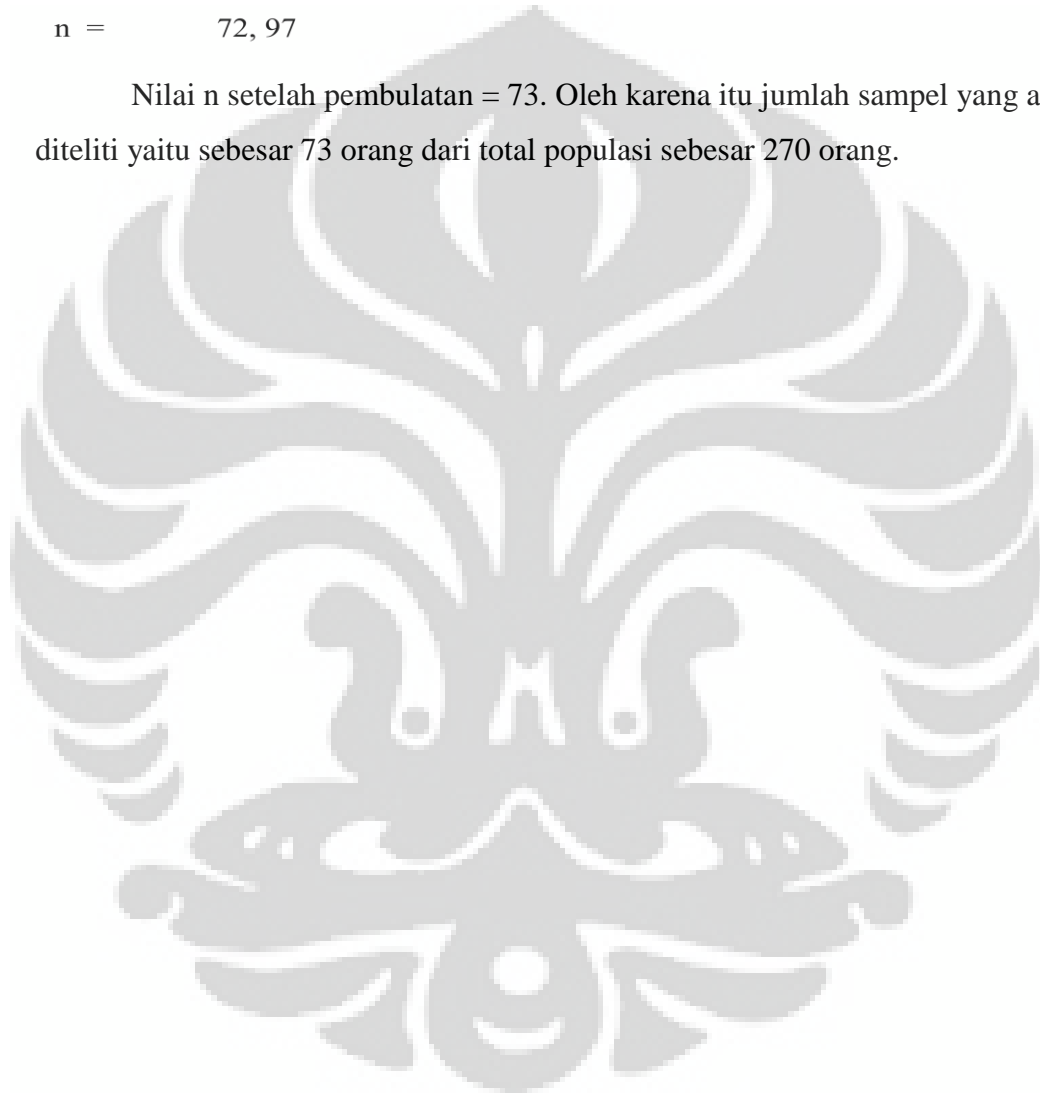 n = 72, 97
Nilai n setelah pembulatan = 73. Oleh karena itu jumlah sampel yang a
diteliti yaitu sebesar 73 orang dari total populasi sebesar 270 orang.